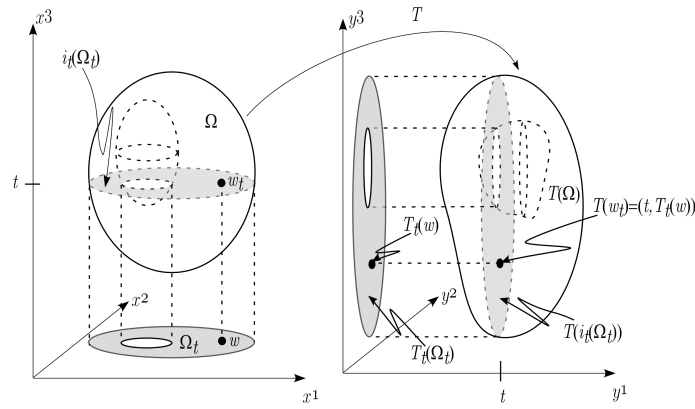 x3
i_t(Ω_t)
Ω
t
w_t
x2
Ω_t
w
x1
T
y3
T(Ω)
T(w_t)=(t, T_t(w))
T_t(w)
y2
T(i_t(Ω_t))
T_t(Ω_t)
t
y1